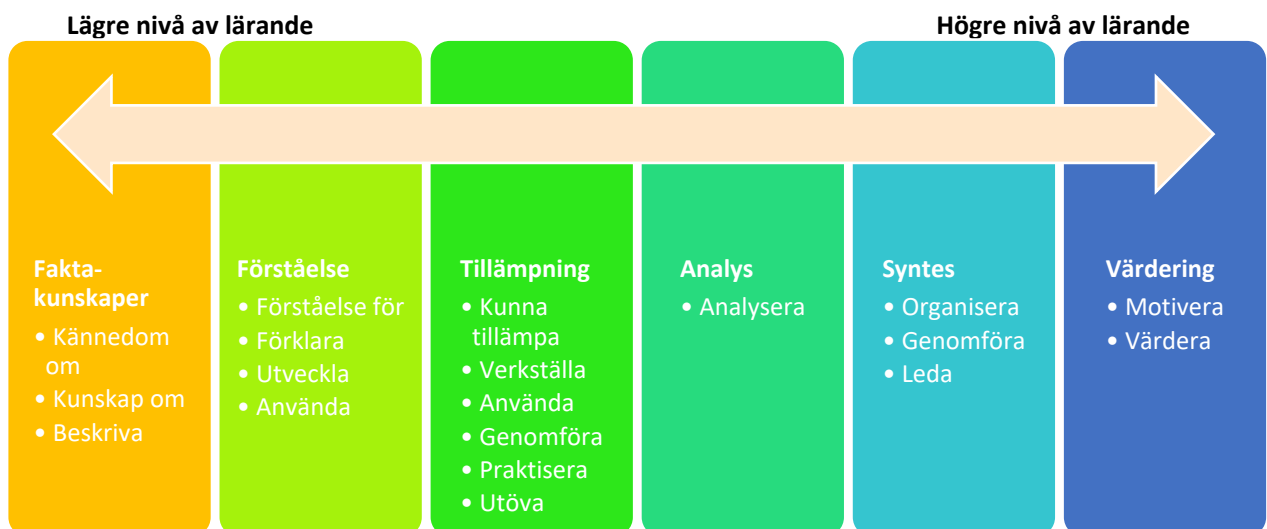 Lägre nivå av lärande
Högre nivå av lärande
Fakta-
kunskaper
• Kännedom
om
• Kunskap om
• Beskriva
Förståelse
• Förståelse för
• Förklara
• Utveckla
• Använda
Tillämpning
• Kunna
tillämpa
• Verkställa
• Använda
• Genomföra
• Praktisera
• Utöva
Analys
• Analysera
Syntes
• Organisera
• Genomföra
• Leda
Värdering
• Motivera
• Värdera